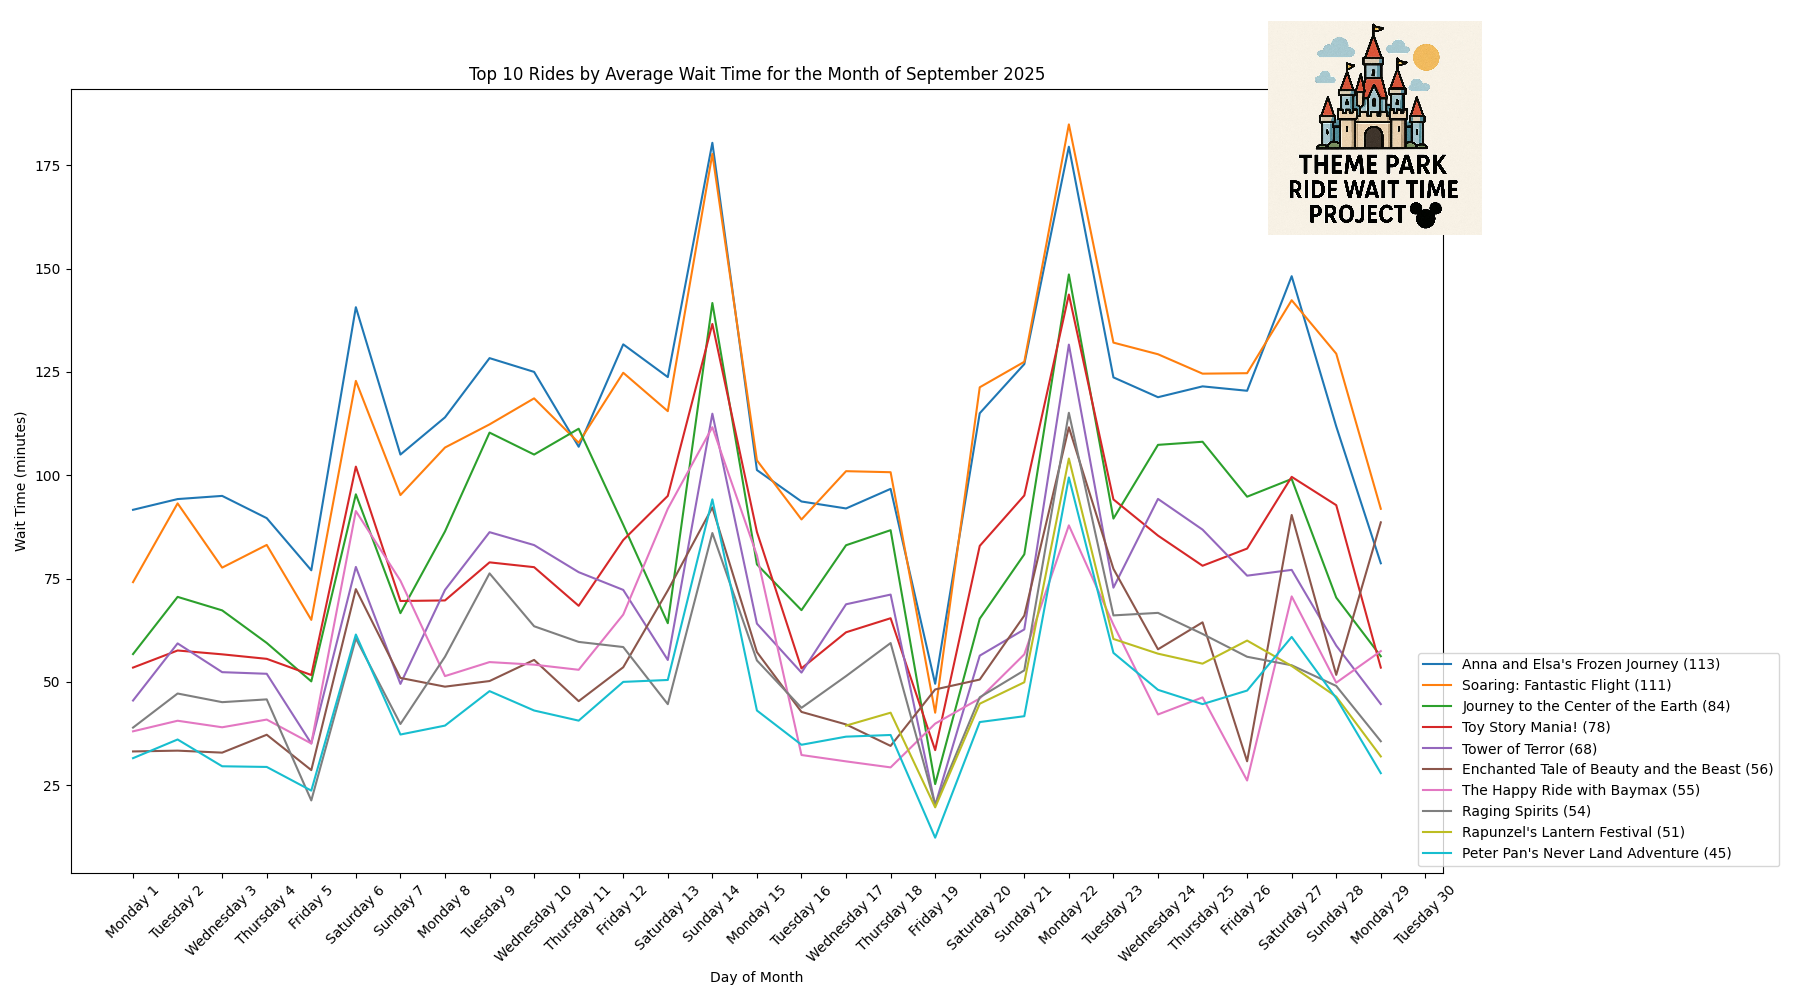 Top 10 Rides by Average Wait Time for the Month of September 2025
THEME PARK
RIDE WAIT TIME
PROJECT
Wait Time (minutes)
175
150
125
100
75
50
25
Anna and Elsa's Frozen Journey (113)
Soaring: Fantastic Flight (111)
Journey to the Center of the Earth (84)
Toy Story Mania! (78)
Tower of Terror (68)
Enchanted Tale of Beauty and the Beast (56)
The Happy Ride with Baymax (55)
Raging Spirits (54)
Rapunzel's Lantern Festival (51)
Peter Pan's Never Land Adventure (45)
Monday 1
Tuesday 2
Wednesday 3
Thursday 4
Friday 5
Saturday 6
Sunday 7
Monday 8
Tuesday 9
Wednesday 10
Thursday 11
Friday 12
Saturday 13
Sunday 14
Monday 15
Tuesday 16
Wednesday 17
Thursday 18
Friday 19
Saturday 20
Sunday 21
Monday 22
Tuesday 23
Wednesday 24
Thursday 25
Friday 26
Saturday 27
Sunday 28
Monday 29
Tuesday 30
Day of Month